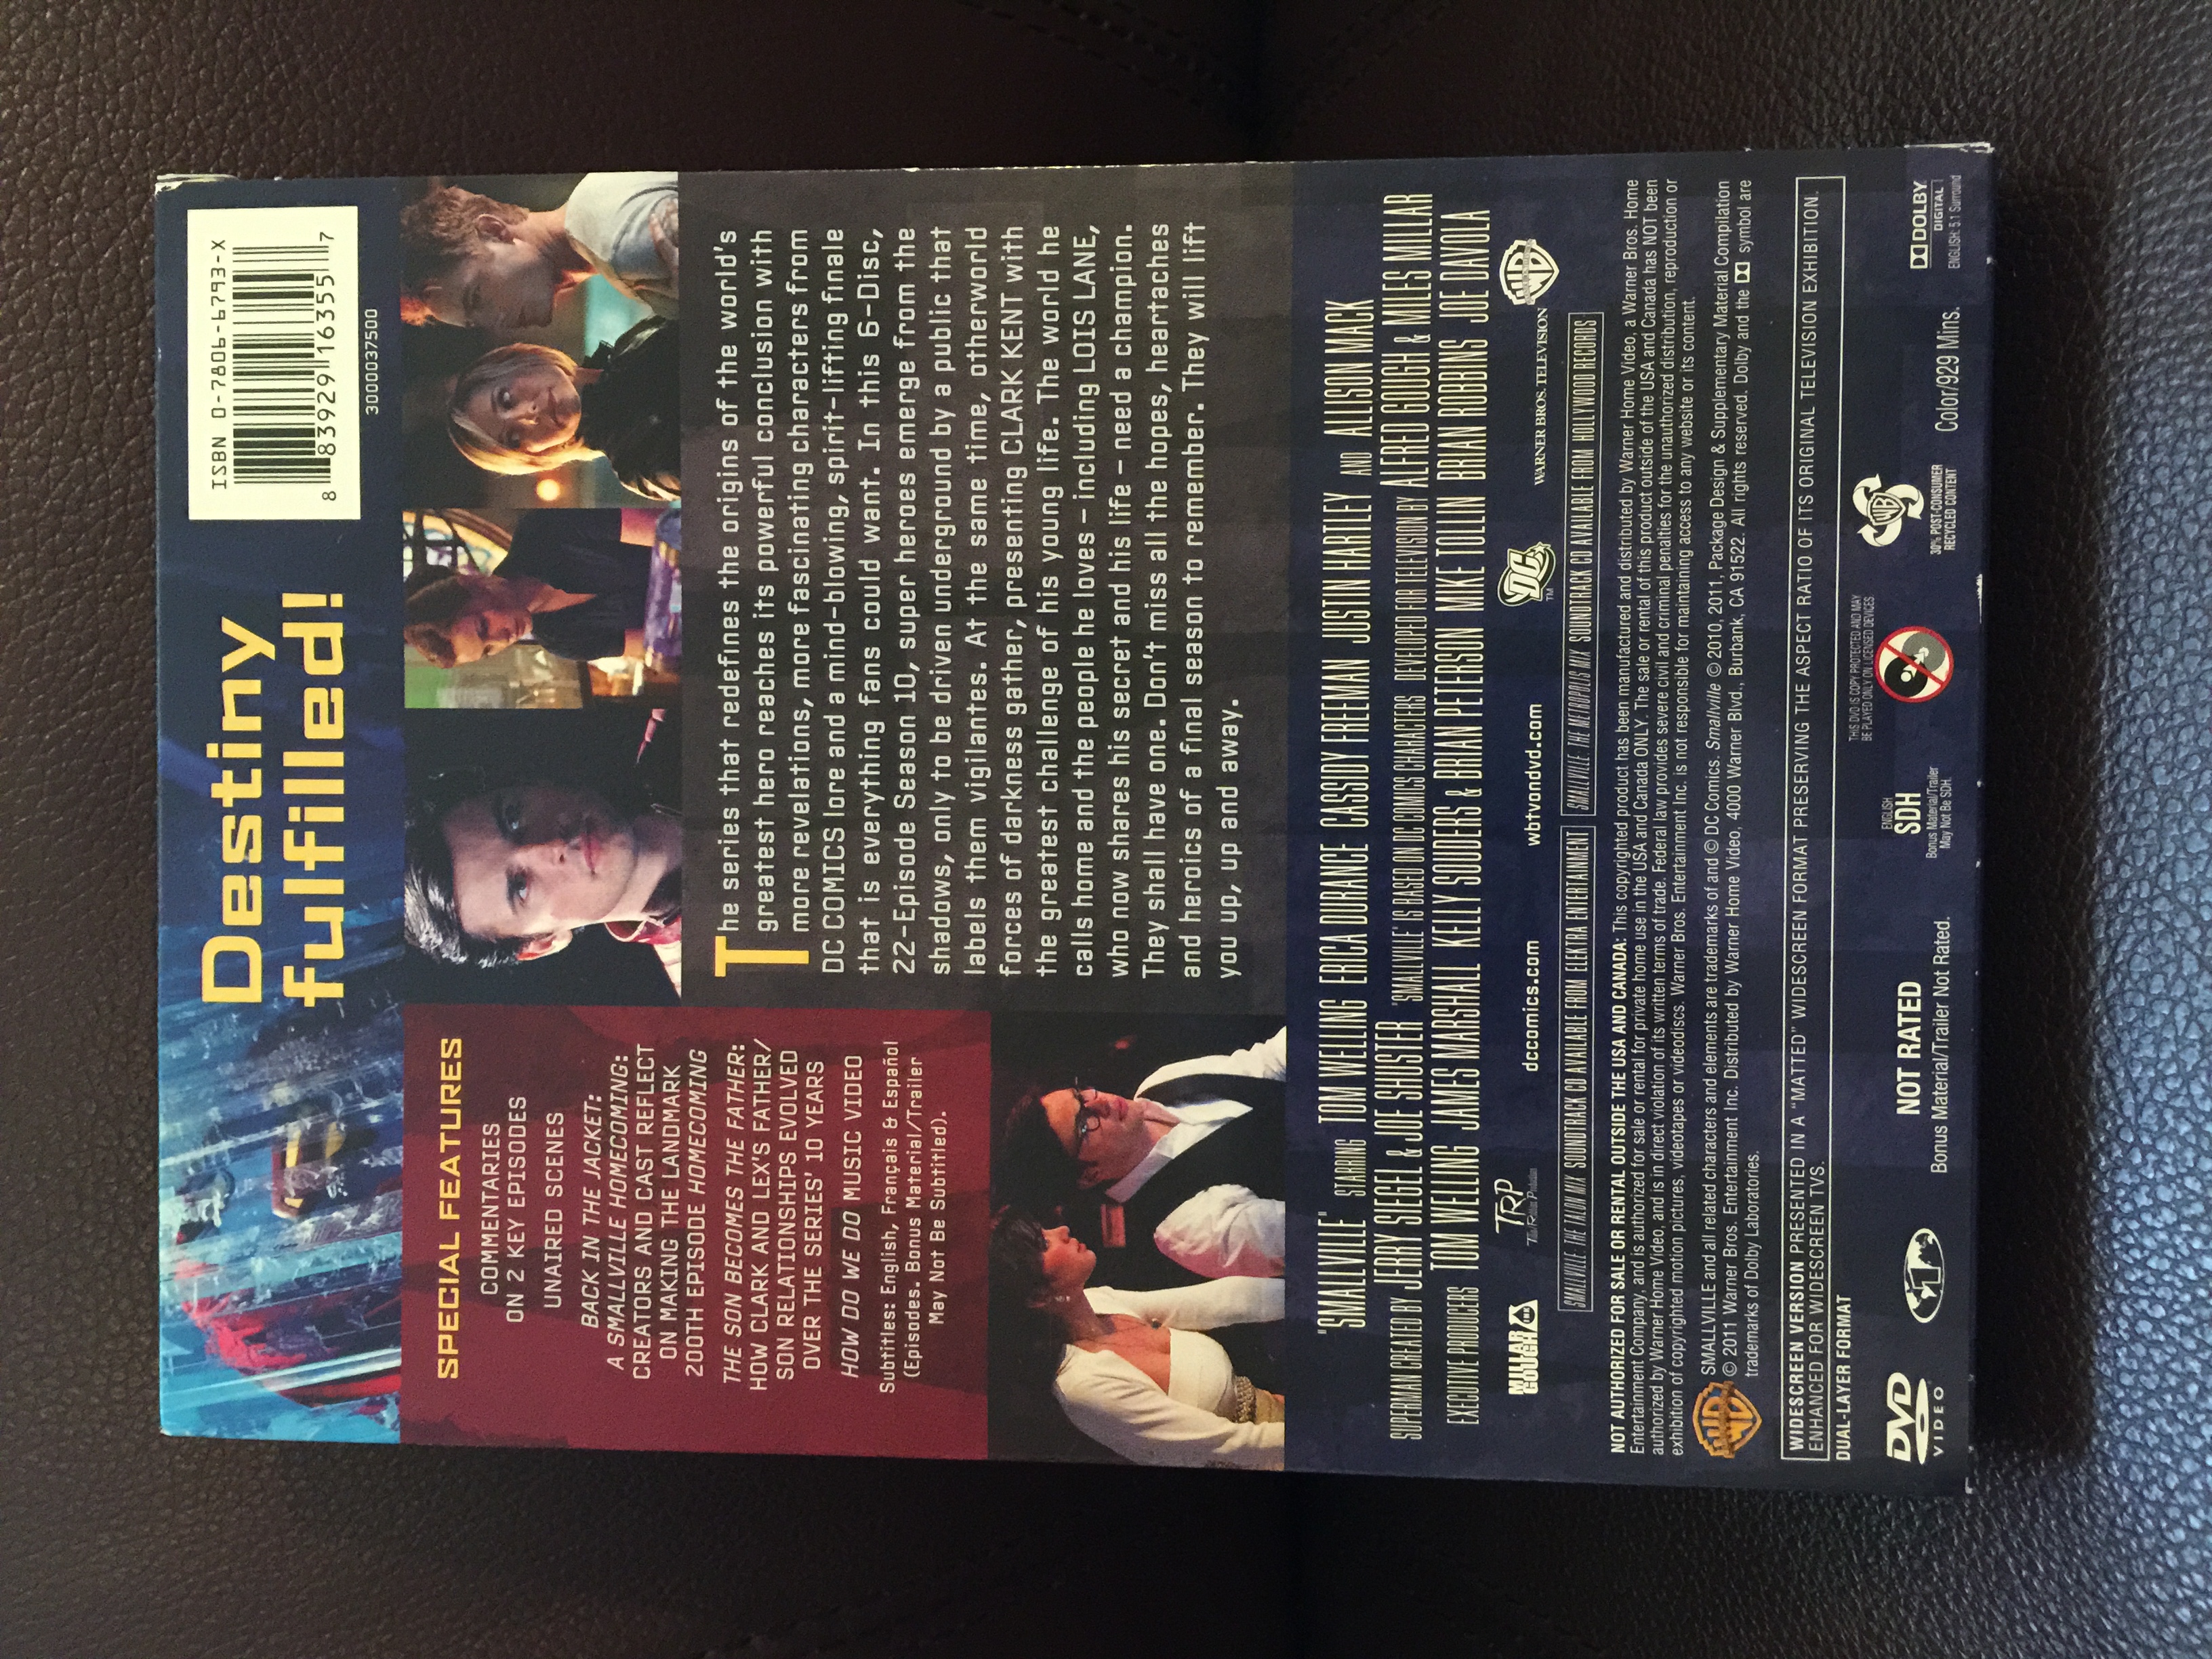 Destiny
fulfilled!
ISBN 0-7806-6793-X
8 83929 16355 7
3000037500
SPECIAL FEATURES
COMMENTARIES
ON 2 KEY EPISODES
UNAIRED SCENES
BACK IN THE JACKET:
A SMALLVILLE HOMECOMING:
CREATORS AND CAST REFLECT
ON MAKING THE LANDMARK
200TH EPISODE HOMECOMING
THE SON BECOMES THE FATHER:
HOW CLARK AND LEX'S FATHER/
SON RELATIONSHIPS EVOLVED
OVER THE SERIES' 10 YEARS
HOW DO WE DO MUSIC VIDEO
Subtitles: English, Français & Español
(Episodes. Bonus Material/Trailer
May Not Be Subtitled).
The series that redefines the origins of the world's
greatest hero reaches its powerful conclusion with
more revelations, more fascinating characters from
DC COMICS lore and a mind-blowing, spirit-lifting finale
that is everything fans could want. In this 6-Disc,
22-Episode Season 10, super heroes emerge from the
shadows, only to be driven underground by a public that
labels them vigilantes. At the same time, otherworld
forces of darkness gather, presenting CLARK KENT with
the greatest challenge of his young life. The world he
calls home and the people he loves – including LOIS LANE,
who now shares his secret and his life – need a champion.
They shall have one. Don't miss all the hopes, heartaches
and heroics of a final season to remember. They will lift
you up, up and away.
"SMALLVILLE" STARRING TOM WELLING ERICA DURANCE CASSIDY FREEMAN JUSTIN HARTLEY AND ALLISON MACK
SUPERMAN CREATED BY JERRY SIEGEL & JOE SHUSTER "SMALLVILLE" IS BASED ON DC COMICS CHARACTERS DEVELOPED FOR TELEVISION BY ALFRED GOUGH & MILES MILLAR
EXECUTIVE PRODUCERS TOM WELLING JAMES MARSHALL KELLY SOUDERS & BRIAN PETERSON MIKE TOLLIN BRIAN ROBBINS JOE DAVOLA
MILLAR GOUGH INK TRP Tollin/Robbins Productions dccomics.com wbtvondvd.com DC TM WARNER BROS. TELEVISION WB
SMALLVILLE: THE TALON MIX SOUNDTRACK CD AVAILABLE FROM ELEKTRA ENTERTAINMENT SMALLVILLE: THE METROPOLIS MIX SOUNDTRACK CD AVAILABLE FROM HOLLYWOOD RECORDS
NOT AUTHORIZED FOR SALE OR RENTAL OUTSIDE THE USA AND CANADA: This copyrighted product has been manufactured and distributed by Warner Home Video, a Warner Bros. Home
Entertainment Company, and is authorized for sale or rental for private home use in the USA and Canada ONLY. The sale or rental of this product outside of the USA and Canada has NOT been
authorized by Warner Home Video, and is in direct violation of its written terms of trade. Federal law provides severe civil and criminal penalties for the unauthorized distribution, reproduction or
exhibition of copyrighted motion pictures, videotapes or videodiscs. Warner Bros. Entertainment Inc. is not responsible for maintaining access to any website or its content.
SMALLVILLE and all related characters and elements are trademarks of and © DC Comics. Smallville © 2010, 2011, Package Design & Supplementary Material Compilation
© 2011 Warner Bros. Entertainment Inc. Distributed by Warner Home Video, 4000 Warner Blvd., Burbank, CA 91522. All rights reserved. Dolby and the symbol are
trademarks of Dolby Laboratories.
WIDESCREEN VERSION PRESENTED IN A "MATTED" WIDESCREEN FORMAT PRESERVING THE ASPECT RATIO OF ITS ORIGINAL TELEVISION EXHIBITION.
ENHANCED FOR WIDESCREEN TVS.
DUAL-LAYER FORMAT
DVD
VIDEO
1
NOT RATED
Bonus Material/Trailer Not Rated.
ENGLISH
SDH
Bonus Material/Trailer
May Not Be SDH.
THIS DVD IS COPY PROTECTED AND MAY
BE PLAYED ONLY ON LICENSED DEVICES
WB
30% POST-CONSUMER
RECYCLED CONTENT
Color/929 Mins.
DOLBY
DIGITAL
ENGLISH: 5.1 Surround